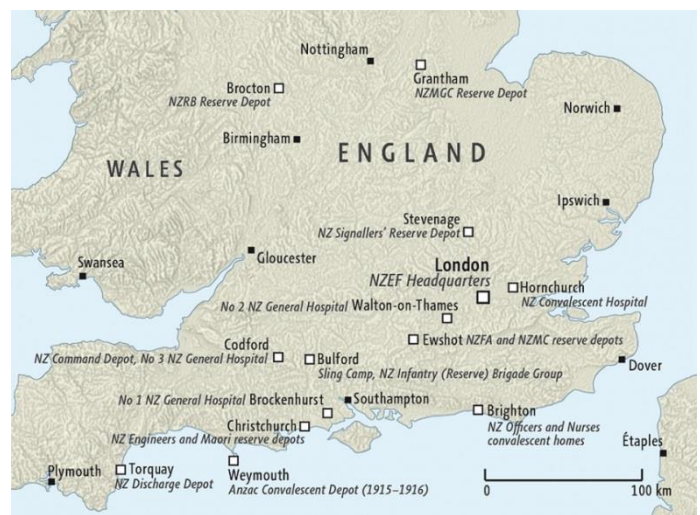 Nottingham
Grantham
NZMGC Reserve Depot
Brocton
NZRB Reserve Depot
Norwich
Birmingham
ENGLAND
WALES
Ipswich
Stevenage
NZ Signallers' Reserve Depot
Gloucester
Swansea
London
NZEF Headquarters
Hornchurch
NZ Convalescent Hospital
No 2 NZ General Hospital Walton-on-Thames
Ewshot NZFA and NZMC reserve depots
Codford
NZ Command Depot, No 3 NZ General Hospital
Bulford
Sling Camp, NZ Infantry (Reserve) Brigade Group
Dover
No 1 NZ General Hospital Brockenhurst
Southampton
Christchurch
NZ Engineers and Maori reserve depots
Brighton
NZ Officers and Nurses
convalescent homes
Étaples
Plymouth
Torquay
NZ Discharge Depot
Weymouth
Anzac Convalescent Depot (1915–1916)
0 100 km